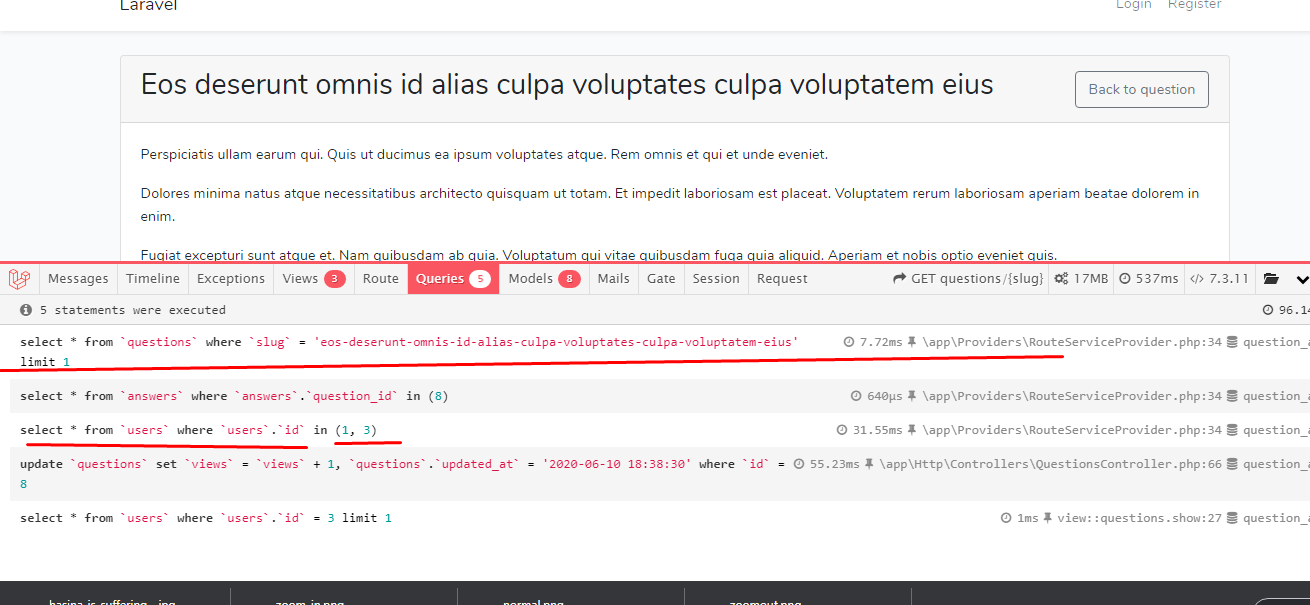 Laravel
Login Register
Eos deserunt omnis id alias culpa voluptates culpa voluptatem eius
Back to question
Perspiciatis ullam earum qui. Quis ut ducimus ea ipsum voluptates atque. Rem omnis et qui et unde eveniet.
Dolores minima natus atque necessitatibus architecto quisquam ut totam. Et impedit laboriosam est placeat. Voluptatem rerum laboriosam aperiam beatae dolorem in
enim.
Fugiat excepturi sunt atque et. Nam quibusdam ab quia. Voluptatum qui vitae quibusdam fuga quia aliquid. Aperiam et nobis optio eveniet quis.
Messages Timeline Exceptions Views 3 Route Queries 5 Models 8 Mails Gate Session Request GET questions/{slug} 17MB 537ms 7.3.11
5 statements were executed 96.14
select * from `questions` where `slug` = 'eos-deserunt-omnis-id-alias-culpa-voluptates-culpa-voluptatem-eius' 7.72ms \app\Providers\RouteServiceProvider.php:34 question_a
limit 1
select * from `answers` where `answers`.`question_id` in (8) 640μs \app\Providers\RouteServiceProvider.php:34 question_a
select * from `users` where `users`.`id` in (1, 3) 31.55ms \app\Providers\RouteServiceProvider.php:34 question_a
update `questions` set `views` = `views` + 1, `questions`.`updated_at` = '2020-06-10 18:38:30' where `id` = 55.23ms \app\Http\Controllers\QuestionsController.php:66 question_a
8
select * from `users` where `users`.`id` = 3 limit 1 1ms view::questions.show:27 question_a
hasina is suffering....jpg zoom-in.png normal.png zoomout.png